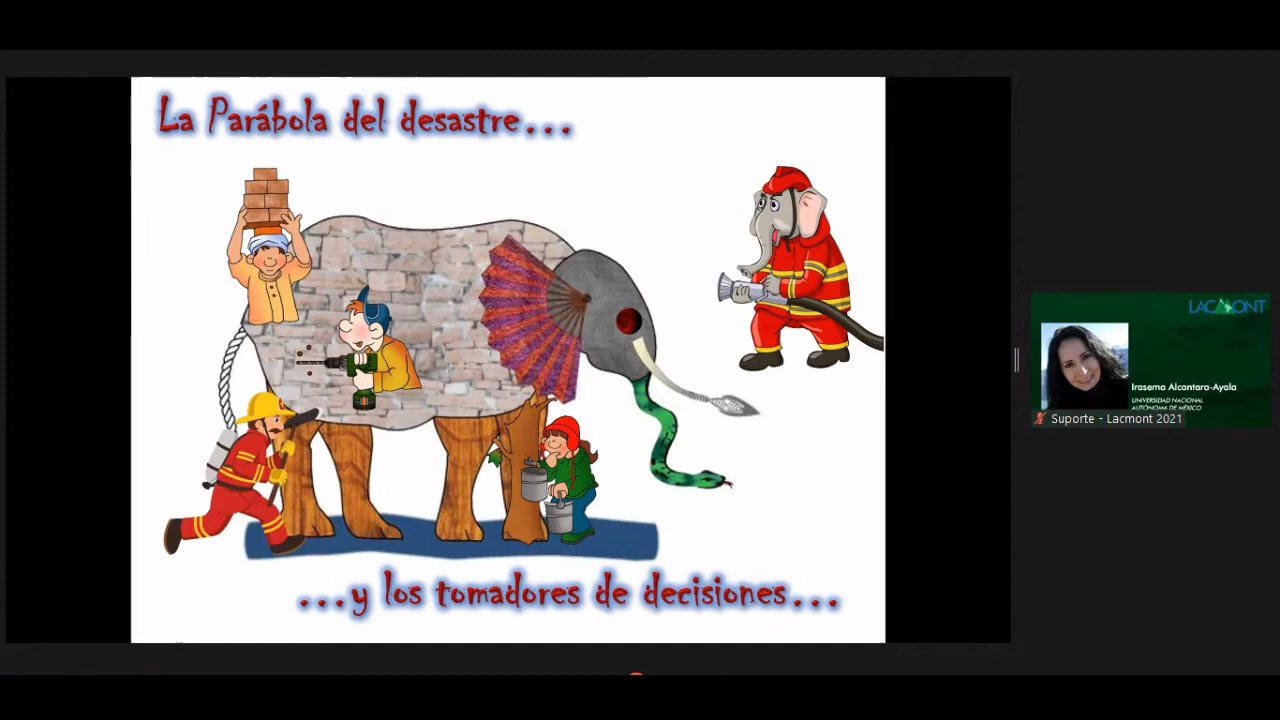 La Parábola del desastre...
...y los tomadores de decisiones...
LACMONT
Irasema Alcantara-Ayala
UNIVERSIDAD NACIONAL
AUTÓNOMA DE MÉXICO
Suporte - Lacmont 2021